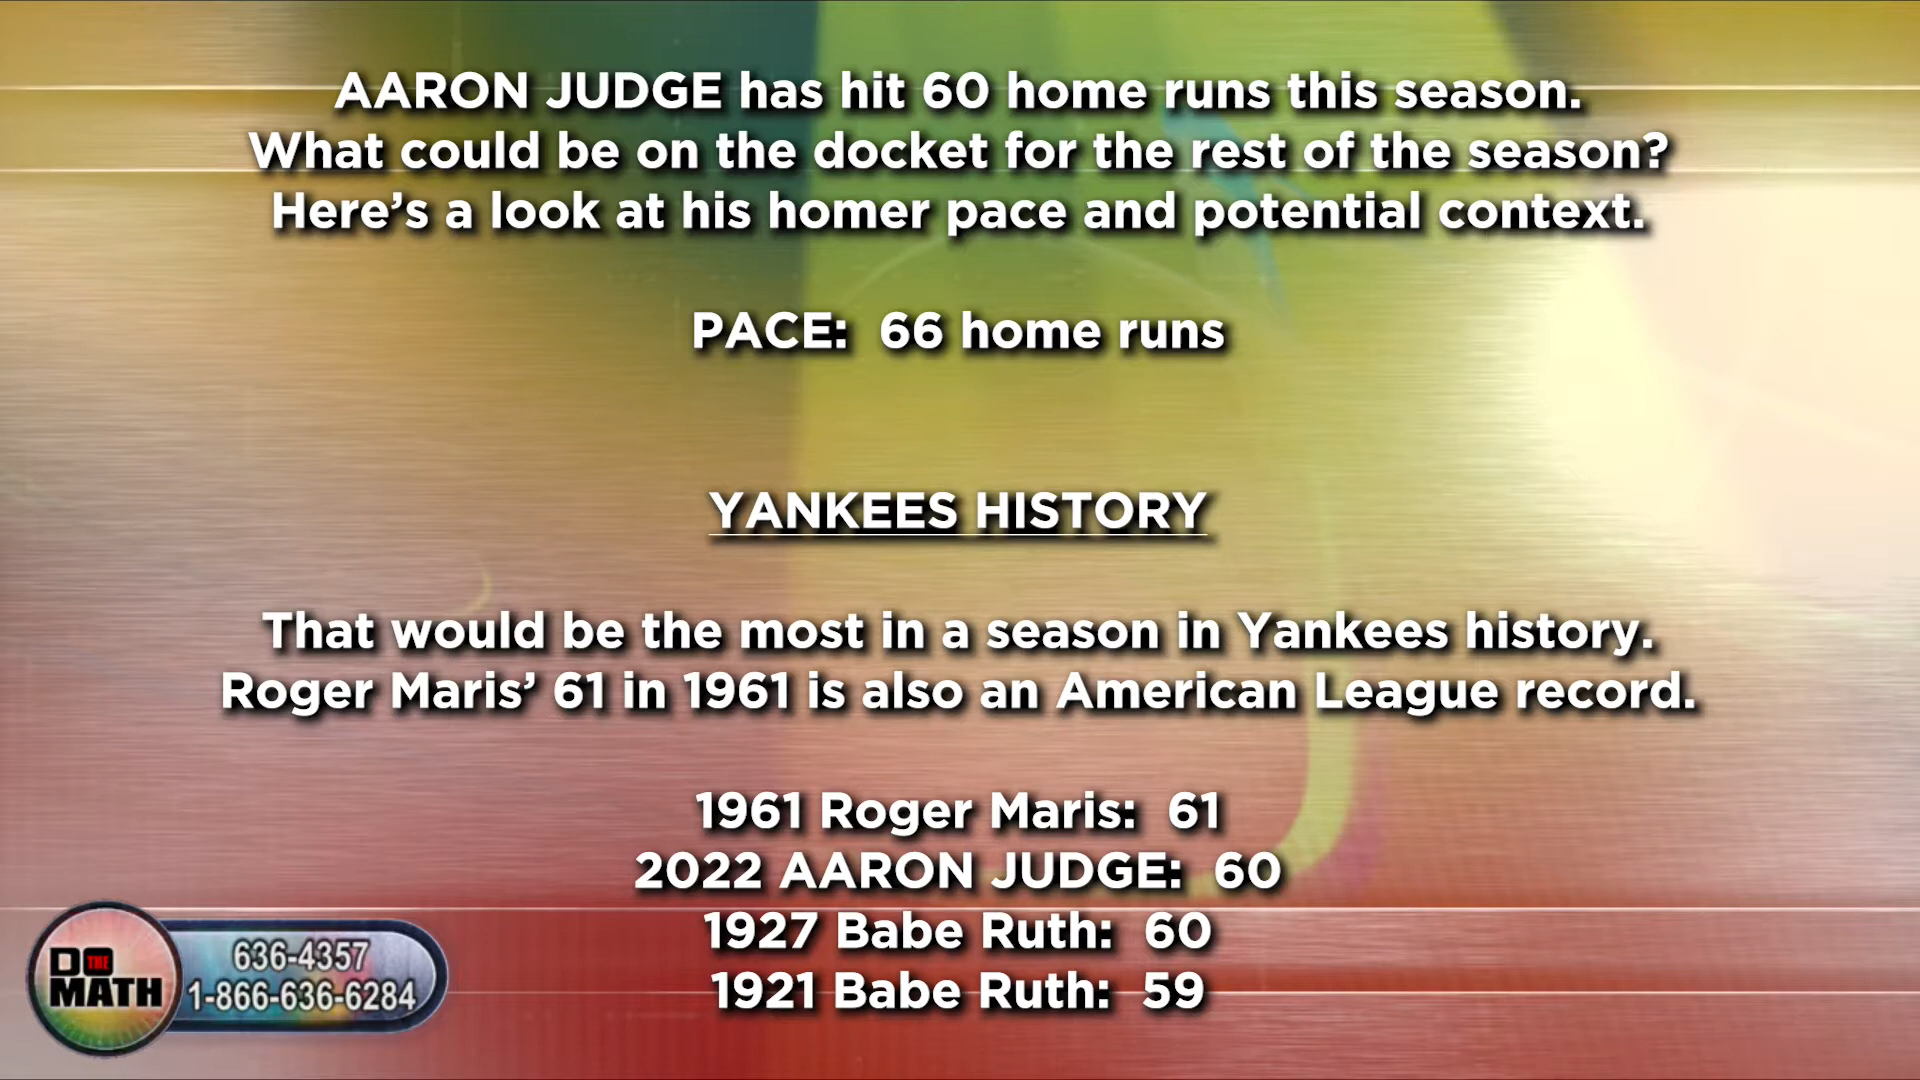 AARON JUDGE has hit 60 home runs this season.
What could be on the docket for the rest of the season?
Here's a look at his homer pace and potential context.
PACE:  66 home runs
YANKEES HISTORY
That would be the most in a season in Yankees history.
Roger Maris' 61 in 1961 is also an American League record.
1961 Roger Maris:  61
2022 AARON JUDGE:  60
1927 Babe Ruth:  60
1921 Babe Ruth:  59
DO THE
MATH
636-4357
1-866-636-6284